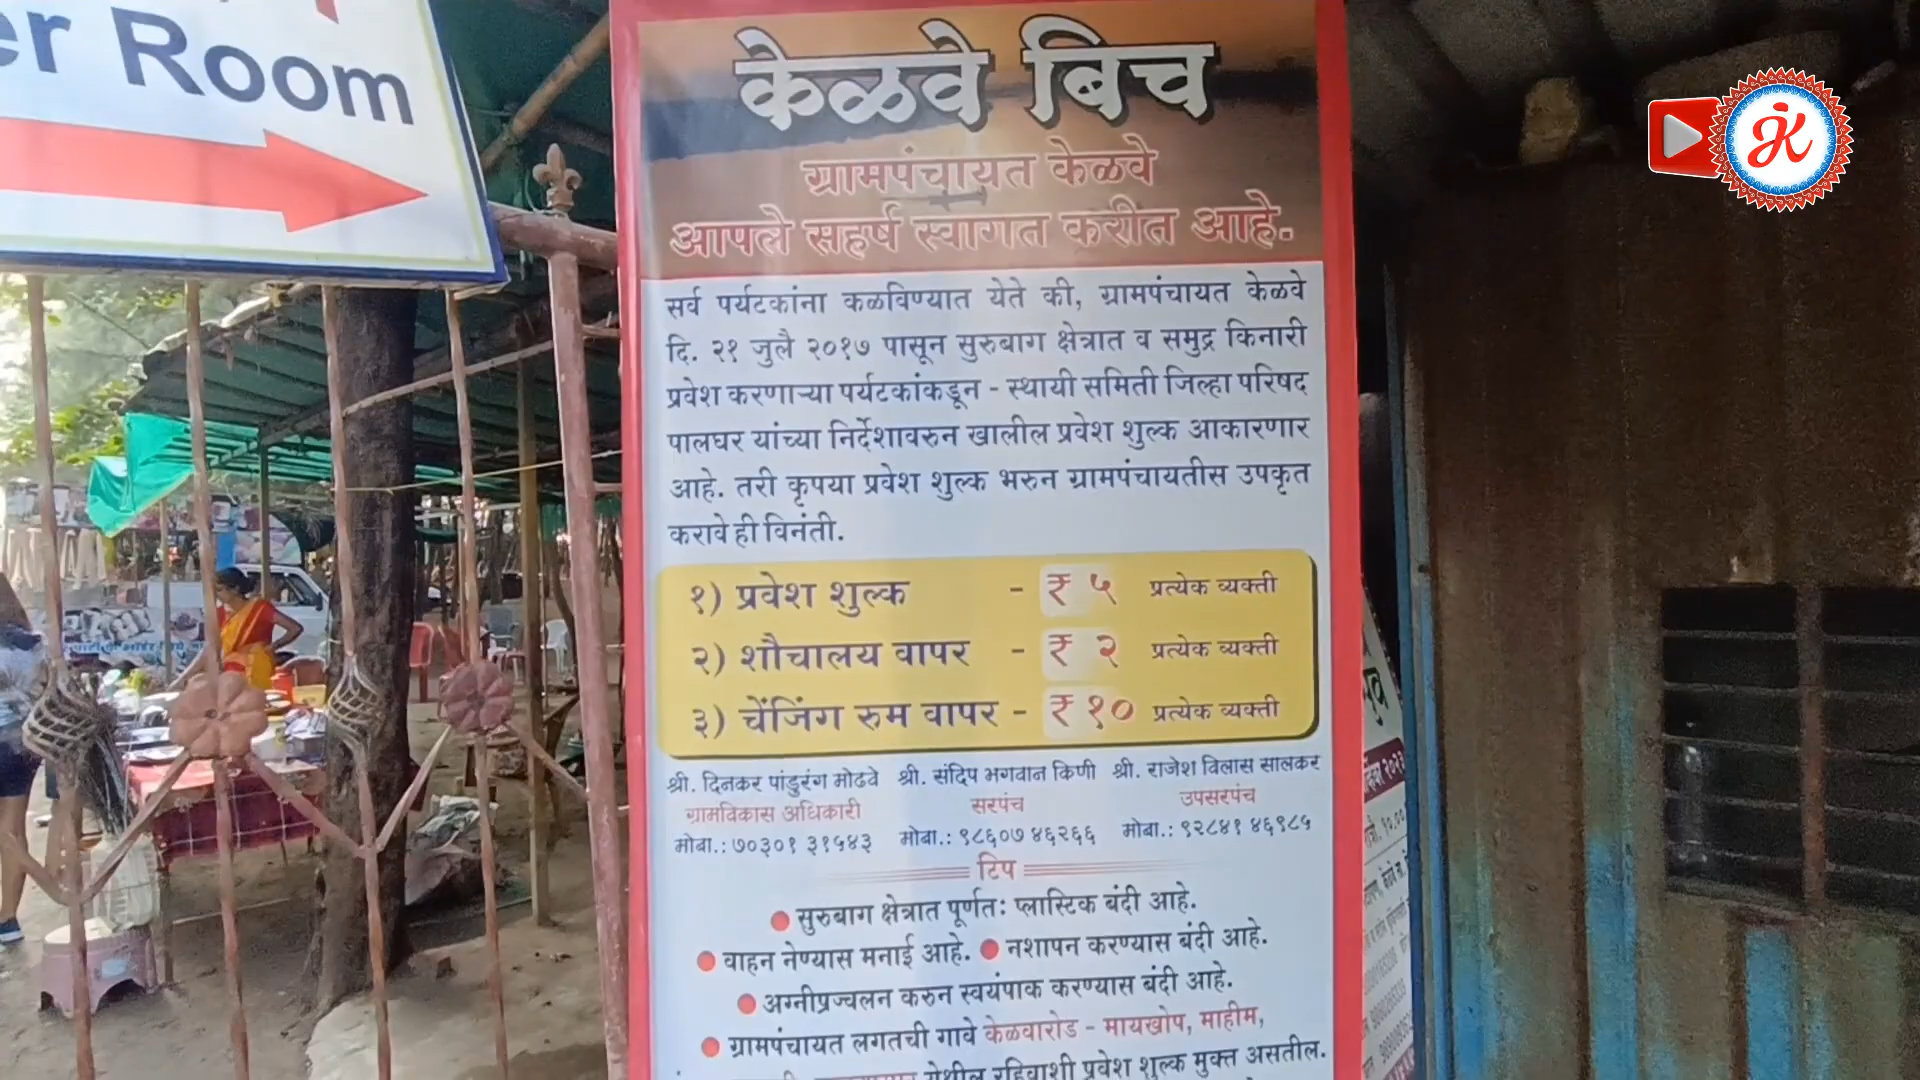 er Room
केळवे बिच
ग्रामपंचायत केळवे
आपले सहर्ष स्वागत करीत आहे.
सर्व पर्यटकांना कळविण्यात येते की, ग्रामपंचायत केळवे
दि. २१ जुलै २०१७ पासून सुरुबाग क्षेत्रात व समुद्र किनारी
प्रवेश करणाऱ्या पर्यटकांकडून - स्थायी समिती जिल्हा परिषद
पालघर यांच्या निर्देशावरुन खालील प्रवेश शुल्क आकारणार
आहे. तरी कृपया प्रवेश शुल्क भरुन ग्रामपंचायतीस उपकृत
करावे ही विनंती.
१) प्रवेश शुल्क - ₹ ५ प्रत्येक व्यक्ती
२) शौचालय वापर - ₹ २ प्रत्येक व्यक्ती
३) चेंजिंग रुम वापर - ₹ १० प्रत्येक व्यक्ती
श्री. दिनकर पांडुरंग मोढवे श्री. संदिप भगवान किणी श्री. राजेश विलास सालकर
ग्रामविकास अधिकारी सरपंच उपसरपंच
मोबा.: ७०३०१ ३१५४३ मोबा.: ९८६०७ ४६२६६ मोबा.: ९२८४१ ४६९८५
टिप
सुरुबाग क्षेत्रात पूर्णतः प्लास्टिक बंदी आहे.
वाहन नेण्यास मनाई आहे. नशापन करण्यास बंदी आहे.
अग्नीप्रज्वलन करुन स्वयंपाक करण्यास बंदी आहे.
ग्रामपंचायत लगतची गावे केळवारोड - मायखोप, माहीम,
येथील रहिवाशी प्रवेश शुल्क मुक्त असतील.